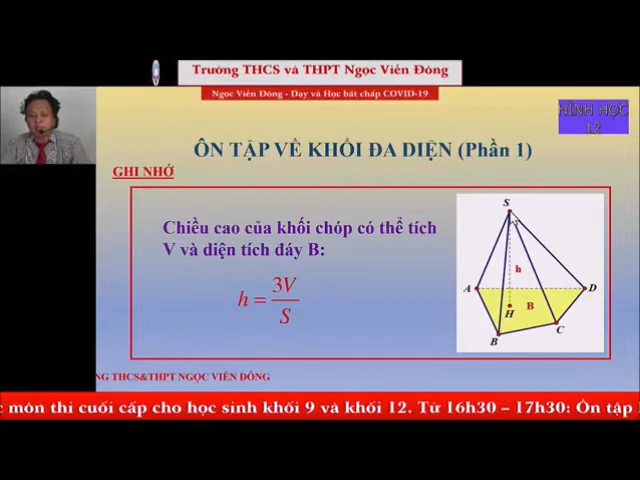 Trường THCS và THPT Ngọc Viễn Đông
Ngọc Viễn Đông - Dạy và Học bất chấp COVID-19
HÌNH HỌC
12
ÔN TẬP VỀ KHỐI ĐA DIỆN (Phần 1)
GHI NHỚ
Chiều cao của khối chóp có thể tích
V và diện tích đáy B:
h = 3V/S
S
h
A
D
H
B
C
B
NG THCS&THPT NGỌC VIỄN ĐÔNG
môn thi cuối cấp cho học sinh khối 9 và khối 12. Từ 16h30 – 17h30: Ôn tập